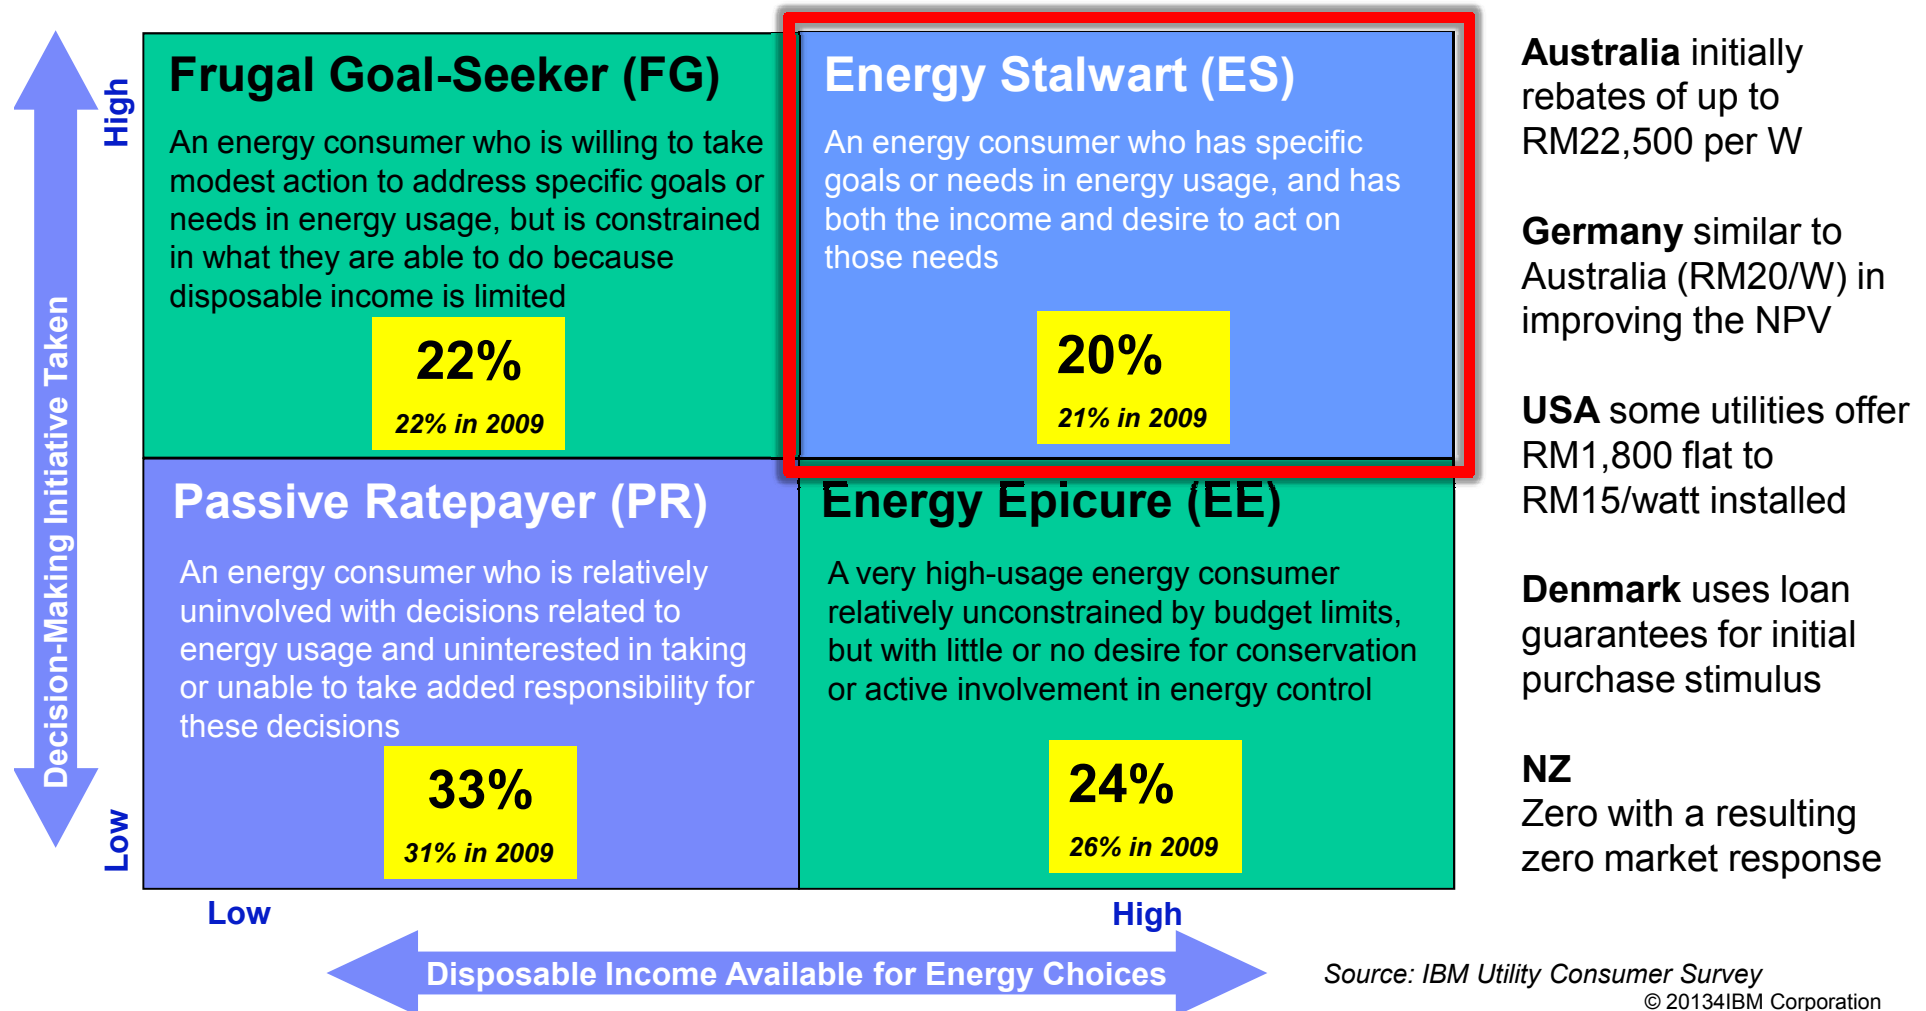 High
Decision-Making Initiative Taken
Low
Frugal Goal-Seeker (FG)
An energy consumer who is willing to take
modest action to address specific goals or
needs in energy usage, but is constrained
in what they are able to do because
disposable income is limited
22%
22% in 2009
Energy Stalwart (ES)
An energy consumer who has specific
goals or needs in energy usage, and has
both the income and desire to act on
those needs
20%
21% in 2009
Passive Ratepayer (PR)
An energy consumer who is relatively
uninvolved with decisions related to
energy usage and uninterested in taking
or unable to take added responsibility for
these decisions
33%
31% in 2009
Energy Epicure (EE)
A very high-usage energy consumer
relatively unconstrained by budget limits,
but with little or no desire for conservation
or active involvement in energy control
24%
26% in 2009
Low
High
Disposable Income Available for Energy Choices
Australia initially
rebates of up to
RM22,500 per W
Germany similar to
Australia (RM20/W) in
improving the NPV
USA some utilities offer
RM1,800 flat to
RM15/watt installed
Denmark uses loan
guarantees for initial
purchase stimulus
NZ
Zero with a resulting
zero market response
Source: IBM Utility Consumer Survey
© 20134IBM Corporation